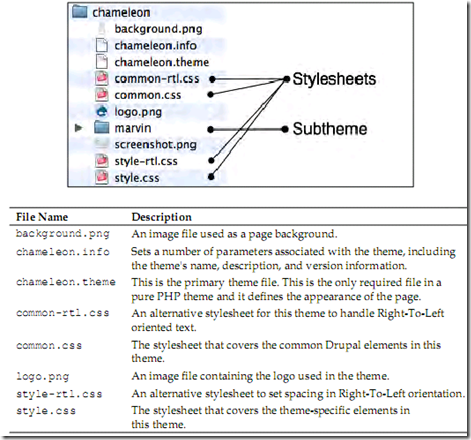 chameleon
background.png
chameleon.info
chameleon.theme
common-rtl.css
common.css
logo.png
marvin
screenshot.png
style-rtl.css
style.css
Stylesheets
Subtheme
File Name Description
background.png An image file used as a page background.
chameleon.info Sets a number of parameters associated with the theme, including
the theme's name, description, and version information.
chameleon.theme This is the primary theme file. This is the only required file in a
pure PHP theme and it defines the appearance of the page.
common-rtl.css An alternative stylesheet for this theme to handle Right-To-Left
oriented text.
common.css The stylesheet that covers the common Drupal elements in this
theme.
logo.png An image file containing the logo used in the theme.
style-rtl.css An alternative stylesheet to set spacing in Right-To-Left orientation.
style.css The stylesheet that covers the theme-specific elements in
this theme.